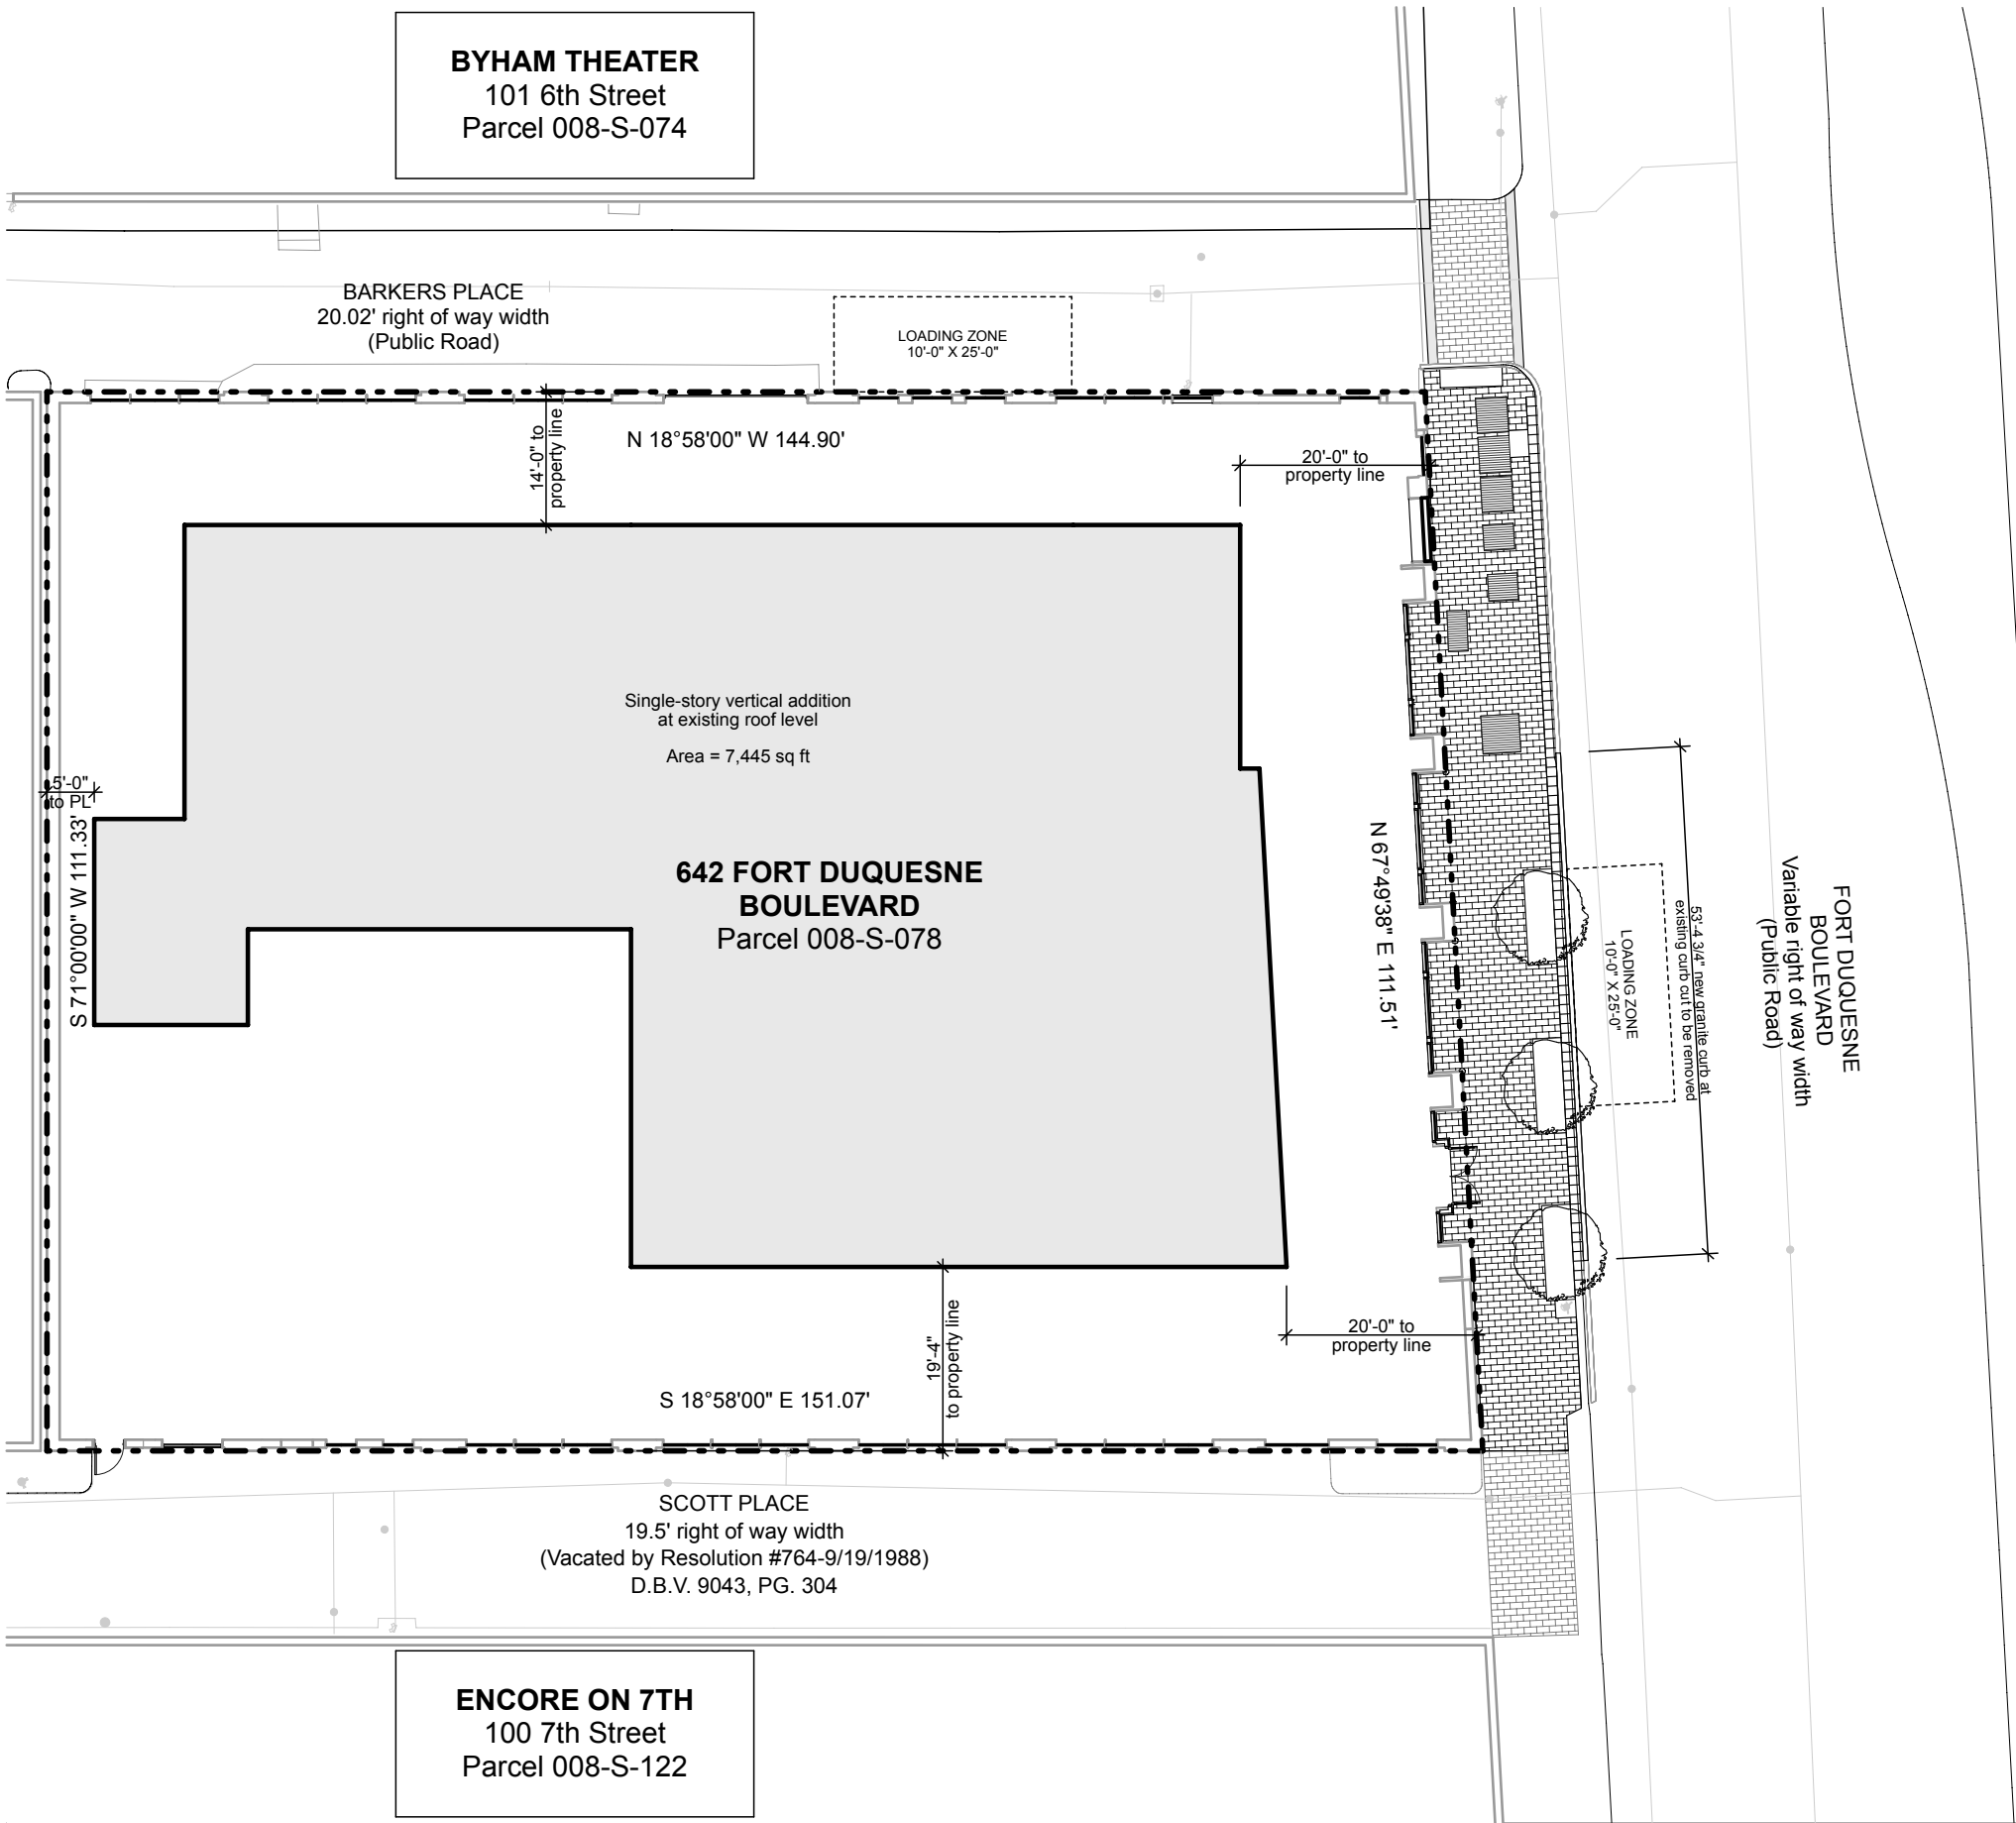 BYHAM THEATER
101 6th Street
Parcel 008-S-074
BARKERS PLACE
20.02' right of way width
(Public Road)
LOADING ZONE
10'-0" X 25'-0"
14'-0" to
property line
N 18°58'00" W 144.90'
20'-0" to
property line
Single-story vertical addition
at existing roof level
Area = 7,445 sq ft
5'-0"
to PL
S 71°00'00" W 111.33'
642 FORT DUQUESNE
BOULEVARD
Parcel 008-S-078
N 67°49'38" E 111.51'
LOADING ZONE
10'-0" X 25'-0"
53'-4 3/4" new granite curb at
existing curb cut to be removed
FORT DUQUESNE
BOULEVARD
Variable right of way width
(Public Road)
19'-4"
to property line
20'-0" to
property line
S 18°58'00" E 151.07'
SCOTT PLACE
19.5' right of way width
(Vacated by Resolution #764-9/19/1988)
D.B.V. 9043, PG. 304
ENCORE ON 7TH
100 7th Street
Parcel 008-S-122